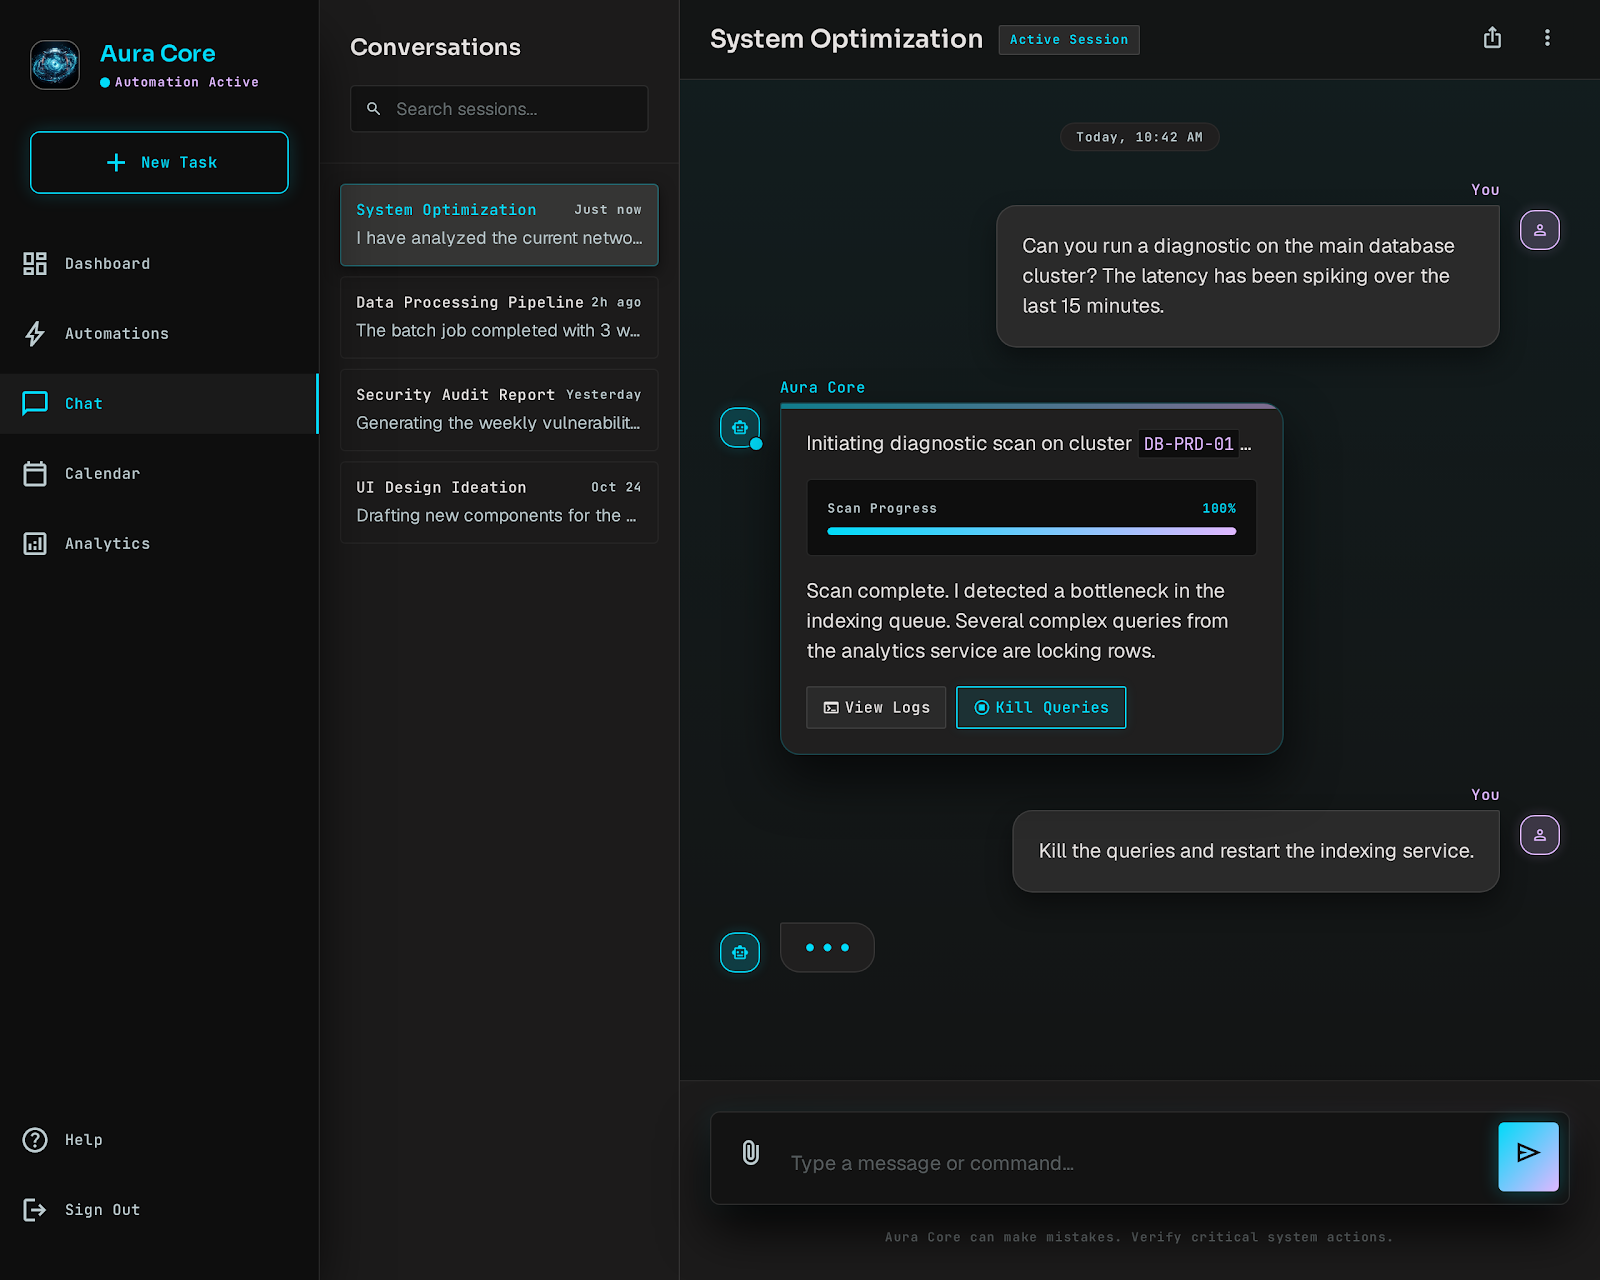 Aura Core
Automation Active
New Task
Dashboard
Automations
Chat
Calendar
Analytics
Help
Sign Out
Conversations
Search sessions...
System Optimization Just now
I have analyzed the current netwo...
Data Processing Pipeline 2h ago
The batch job completed with 3 w...
Security Audit Report Yesterday
Generating the weekly vulnerabilit...
UI Design Ideation Oct 24
Drafting new components for the ...
System Optimization Active Session
Today, 10:42 AM
You
Can you run a diagnostic on the main database
cluster? The latency has been spiking over the
last 15 minutes.
Aura Core
Initiating diagnostic scan on cluster DB-PRD-01...
Scan Progress 100%
Scan complete. I detected a bottleneck in the
indexing queue. Several complex queries from
the analytics service are locking rows.
View Logs Kill Queries
You
Kill the queries and restart the indexing service.
Type a message or command...
Aura Core can make mistakes. Verify critical system actions.